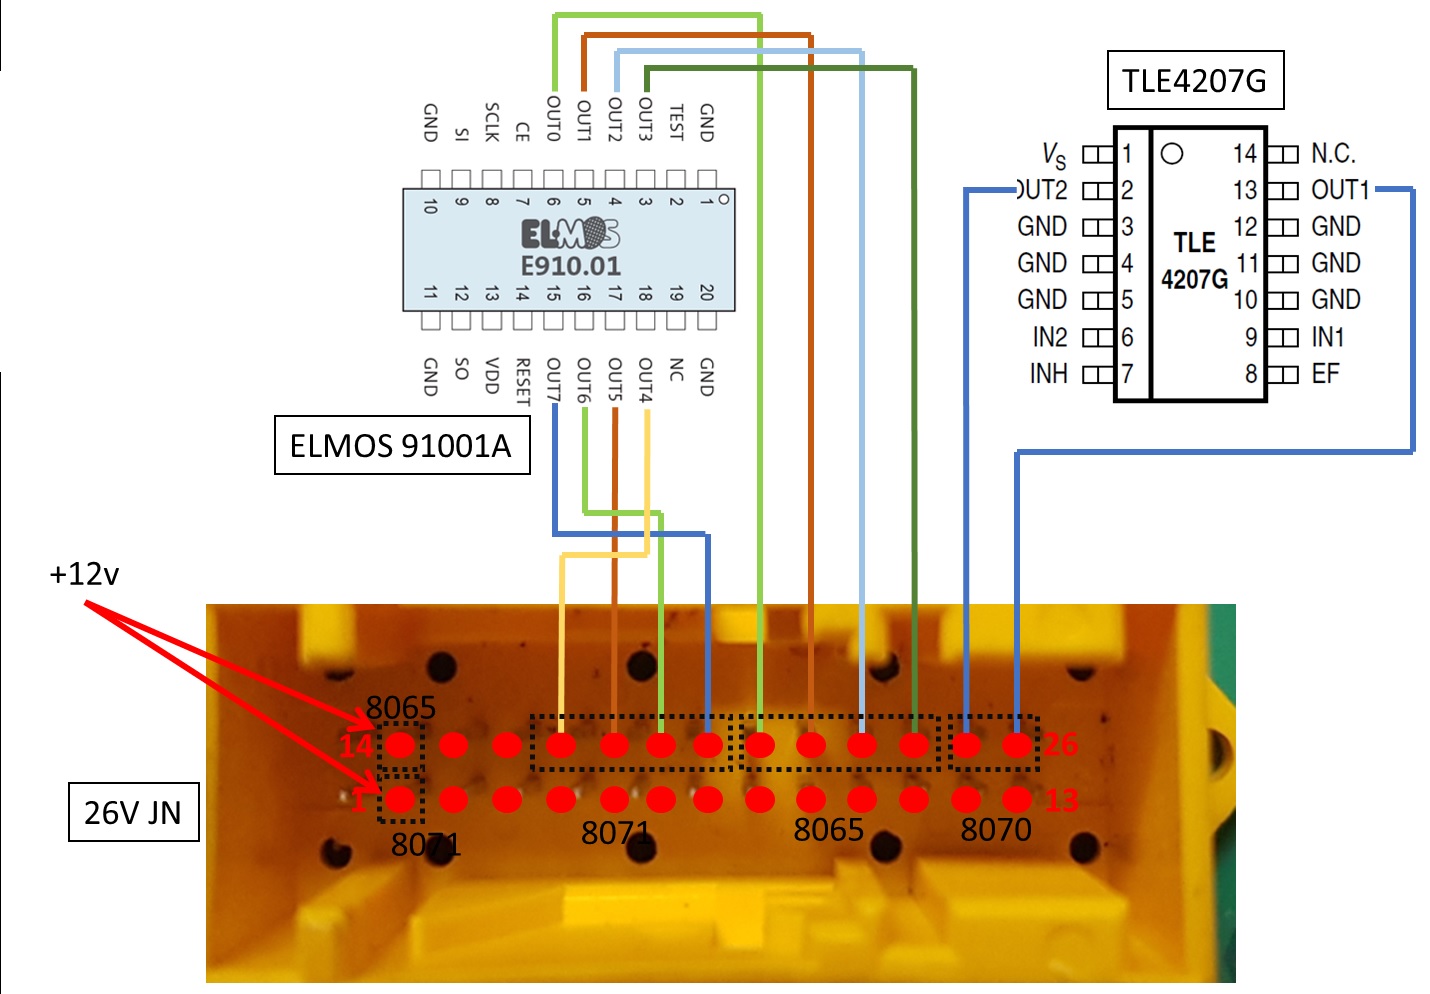 TLE4207G
GND
SI
SCLK
CE
OUT0
OUT1
OUT2
OUT3
TEST
GND
10
9
8
7
6
5
4
3
2
1
ELMOS
E910.01
11
12
13
14
15
16
17
18
19
20
GND
SO
VDD
RESET
OUT7
OUT6
OUT5
OUT4
NC
GND
ELMOS 91001A
VS 1 14 N.C.
OUT2 2 13 OUT1
GND 3 12 GND
GND 4 11 GND
GND 5 10 GND
IN2 6 9 IN1
INH 7 8 EF
TLE
4207G
+12v
8065
14 26
1 13
26V JN
8071 8071 8065 8070